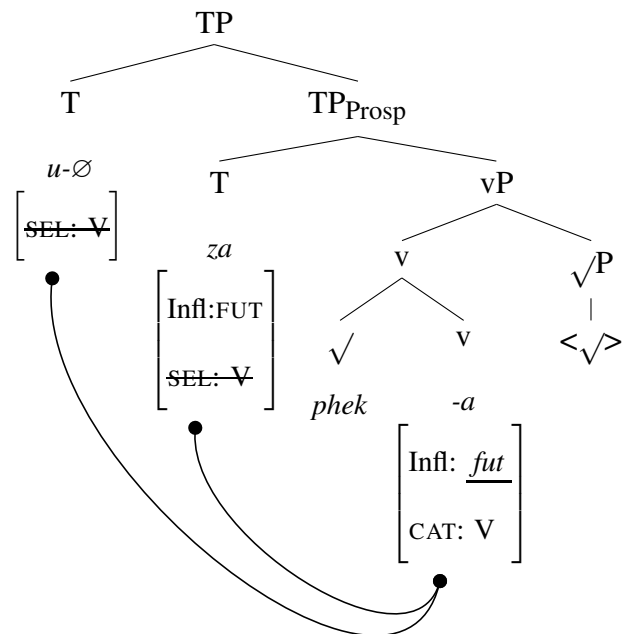 TP
T TP_Prosp
u-∅ T vP
SEL: V
za v √P
Infl:FUT √ v <√>
SEL: V
phek -a
Infl: fut
CAT: V